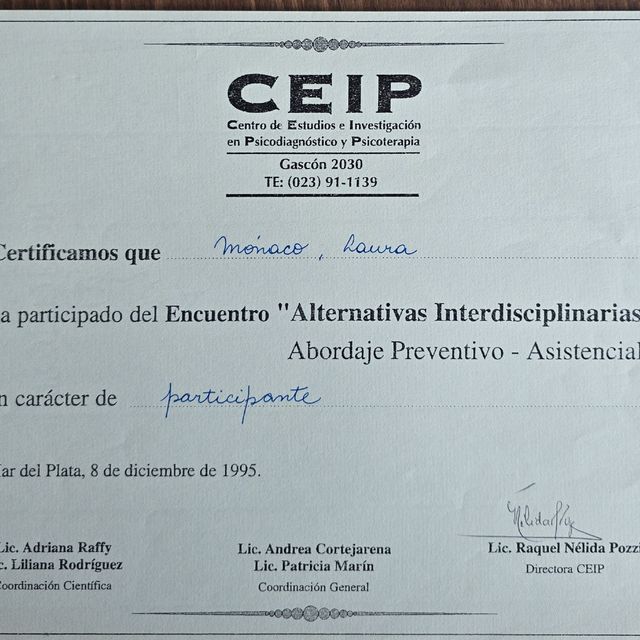 CEIP
Centro de Estudios e Investigación
en Psicodiagnóstico y Psicoterapia
Gascón 2030
TE: (023) 91-1139
Certificamos que Mónaco, Laura
a participado del Encuentro "Alternativas Interdisciplinarias
Abordaje Preventivo - Asistencial
n carácter de participante
ar del Plata, 8 de diciembre de 1995.
Lic. Adriana Raffy
c. Liliana Rodríguez
Coordinación Científica
Lic. Andrea Cortejarena
Lic. Patricia Marín
Coordinación General
Lic. Raquel Nélida Pozzi
Directora CEIP